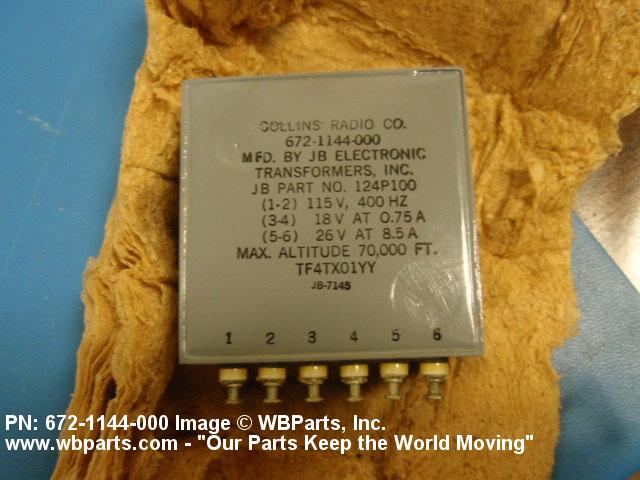 COLLINS RADIO CO.
672-1144-000
MFD. BY JB ELECTRONIC
TRANSFORMERS, INC.
JB PART NO. 124P100
(1-2) 115 V, 400 HZ
(3-4) 18 V AT 0.75 A
(5-6) 26 V AT 8.5 A
MAX. ALTITUDE 70,000 FT.
TF4TX01YY
JB-7145
1 2 3 4 5 6
PN: 672-1144-000 Image © WBParts, Inc.
www.wbparts.com - "Our Parts Keep the World Moving"